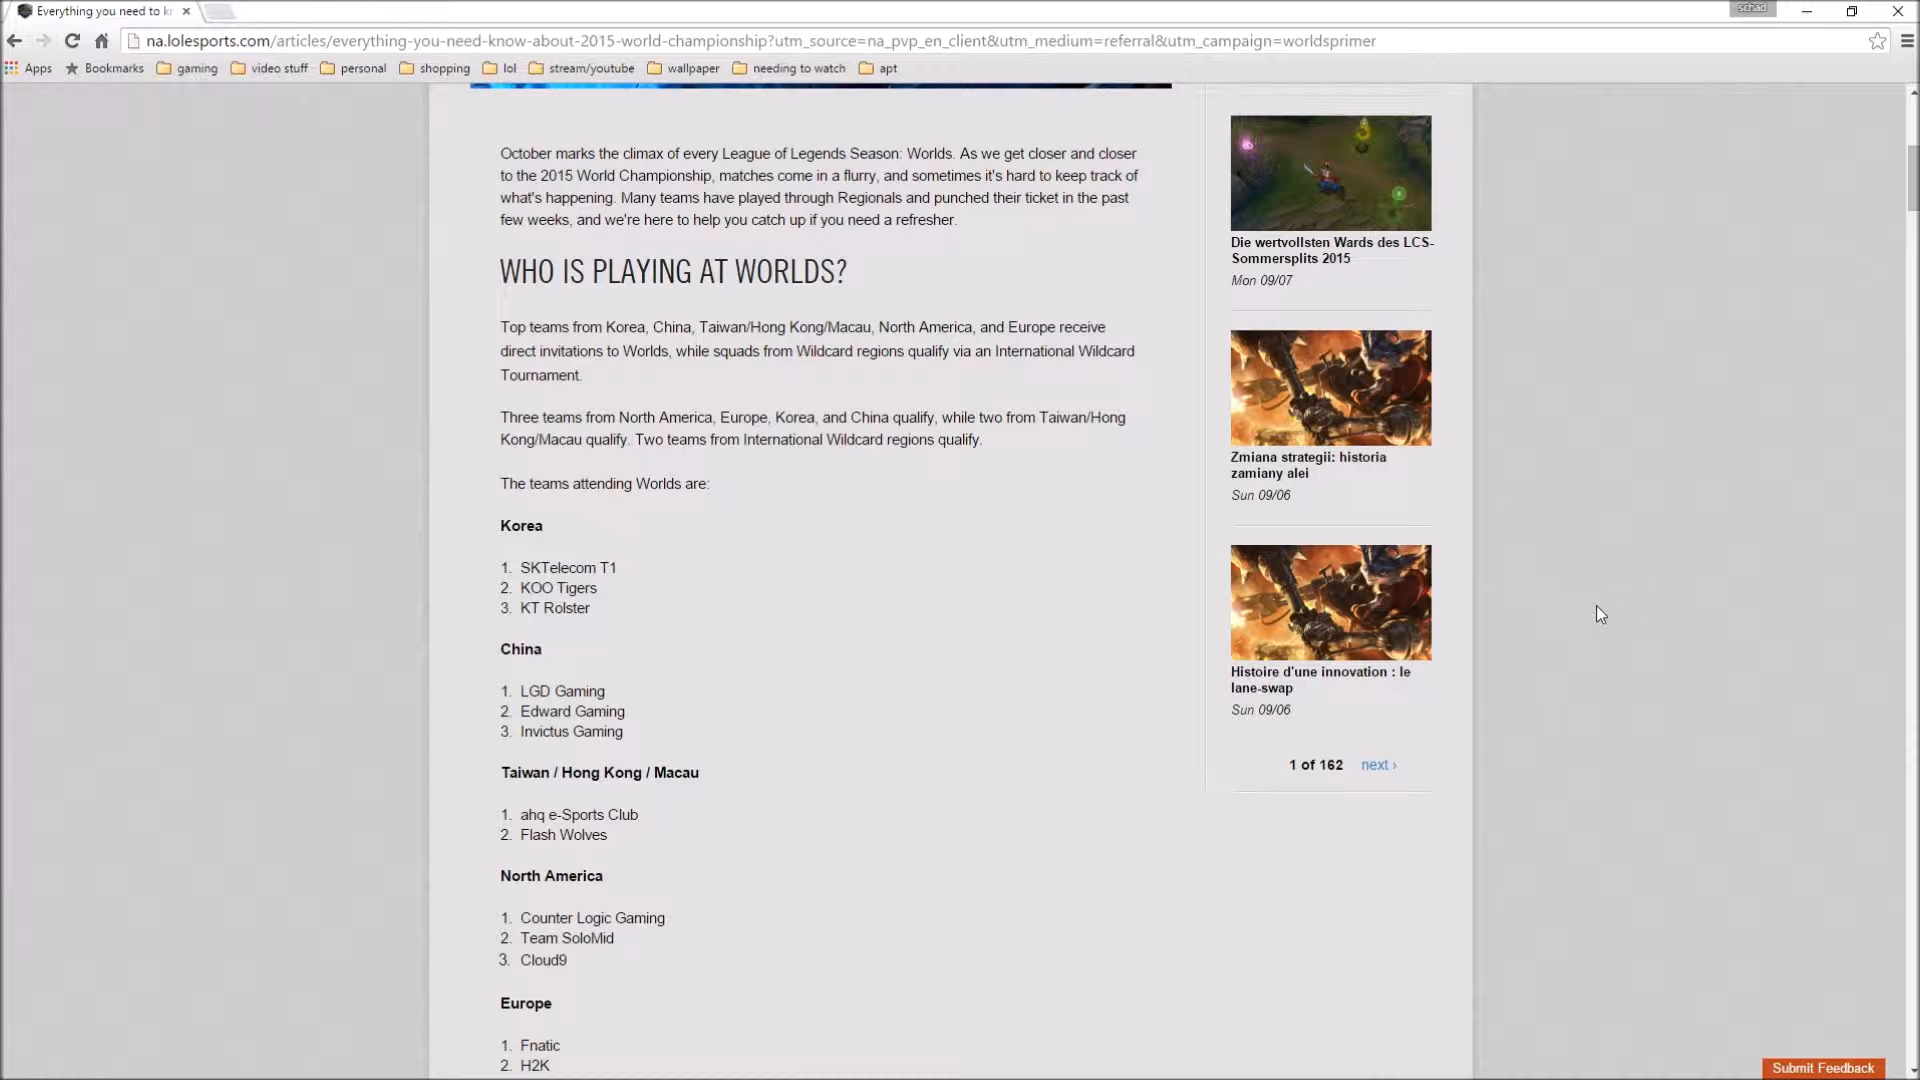 Everything you need to kr
schad
na.lolesports.com/articles/everything-you-need-know-about-2015-world-championship?utm_source=na_pvp_en_client&utm_medium=referral&utm_campaign=worldsprimer
Apps Bookmarks gaming video stuff personal shopping lol stream/youtube wallpaper needing to watch apt
October marks the climax of every League of Legends Season: Worlds. As we get closer and closer
to the 2015 World Championship, matches come in a flurry, and sometimes it's hard to keep track of
what's happening. Many teams have played through Regionals and punched their ticket in the past
few weeks, and we're here to help you catch up if you need a refresher.
WHO IS PLAYING AT WORLDS?
Top teams from Korea, China, Taiwan/Hong Kong/Macau, North America, and Europe receive
direct invitations to Worlds, while squads from Wildcard regions qualify via an International Wildcard
Tournament.
Three teams from North America, Europe, Korea, and China qualify, while two from Taiwan/Hong
Kong/Macau qualify. Two teams from International Wildcard regions qualify.
The teams attending Worlds are:
Korea
1. SKTelecom T1
2. KOO Tigers
3. KT Rolster
China
1. LGD Gaming
2. Edward Gaming
3. Invictus Gaming
Taiwan / Hong Kong / Macau
1. ahq e-Sports Club
2. Flash Wolves
North America
1. Counter Logic Gaming
2. Team SoloMid
3. Cloud9
Europe
1. Fnatic
2. H2K
Die wertvollsten Wards des LCS-
Sommersplits 2015
Mon 09/07
Zmiana strategii: historia
zamiany alei
Sun 09/06
Histoire d'une innovation : le
lane-swap
Sun 09/06
1 of 162 next ›
Submit Feedback